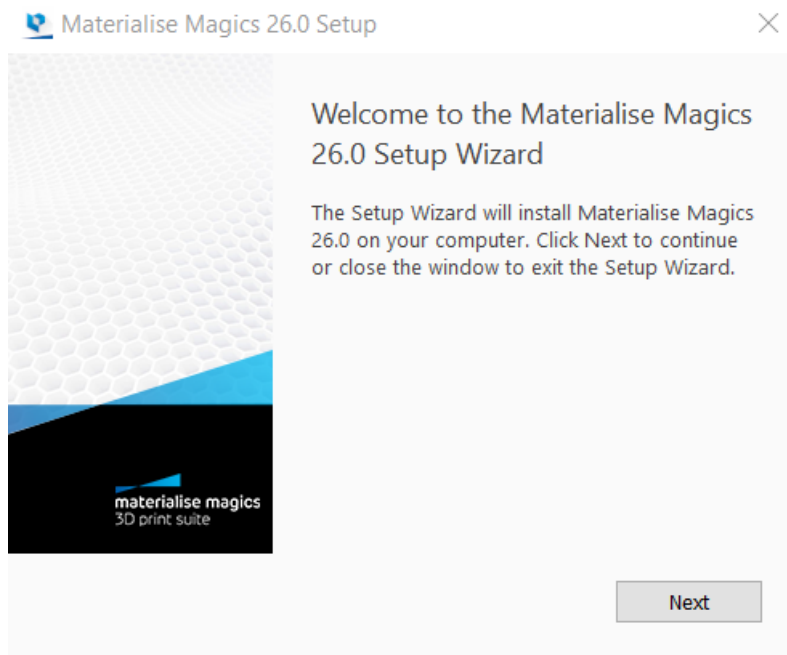 Materialise Magics 26.0 Setup
Welcome to the Materialise Magics
26.0 Setup Wizard
The Setup Wizard will install Materialise Magics
26.0 on your computer. Click Next to continue
or close the window to exit the Setup Wizard.
materialise magics
3D print suite
Next